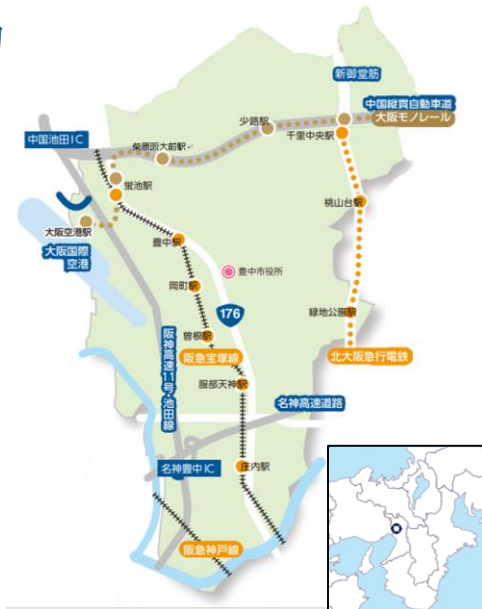 新御堂筋
中国縦貫自動車道
大阪モノレール
少路駅
千里中央駅
柴原阪大前駅
中国池田IC
蛍池駅
桃山台駅
大阪空港駅
大阪国際
空港
豊中駅
豊中市役所
岡町駅
176
緑地公園駅
曽根駅
阪急宝塚線
北大阪急行電鉄
阪神高速11号・池田線
服部天神駅
名神高速道路
名神豊中IC
庄内駅
阪急神戸線